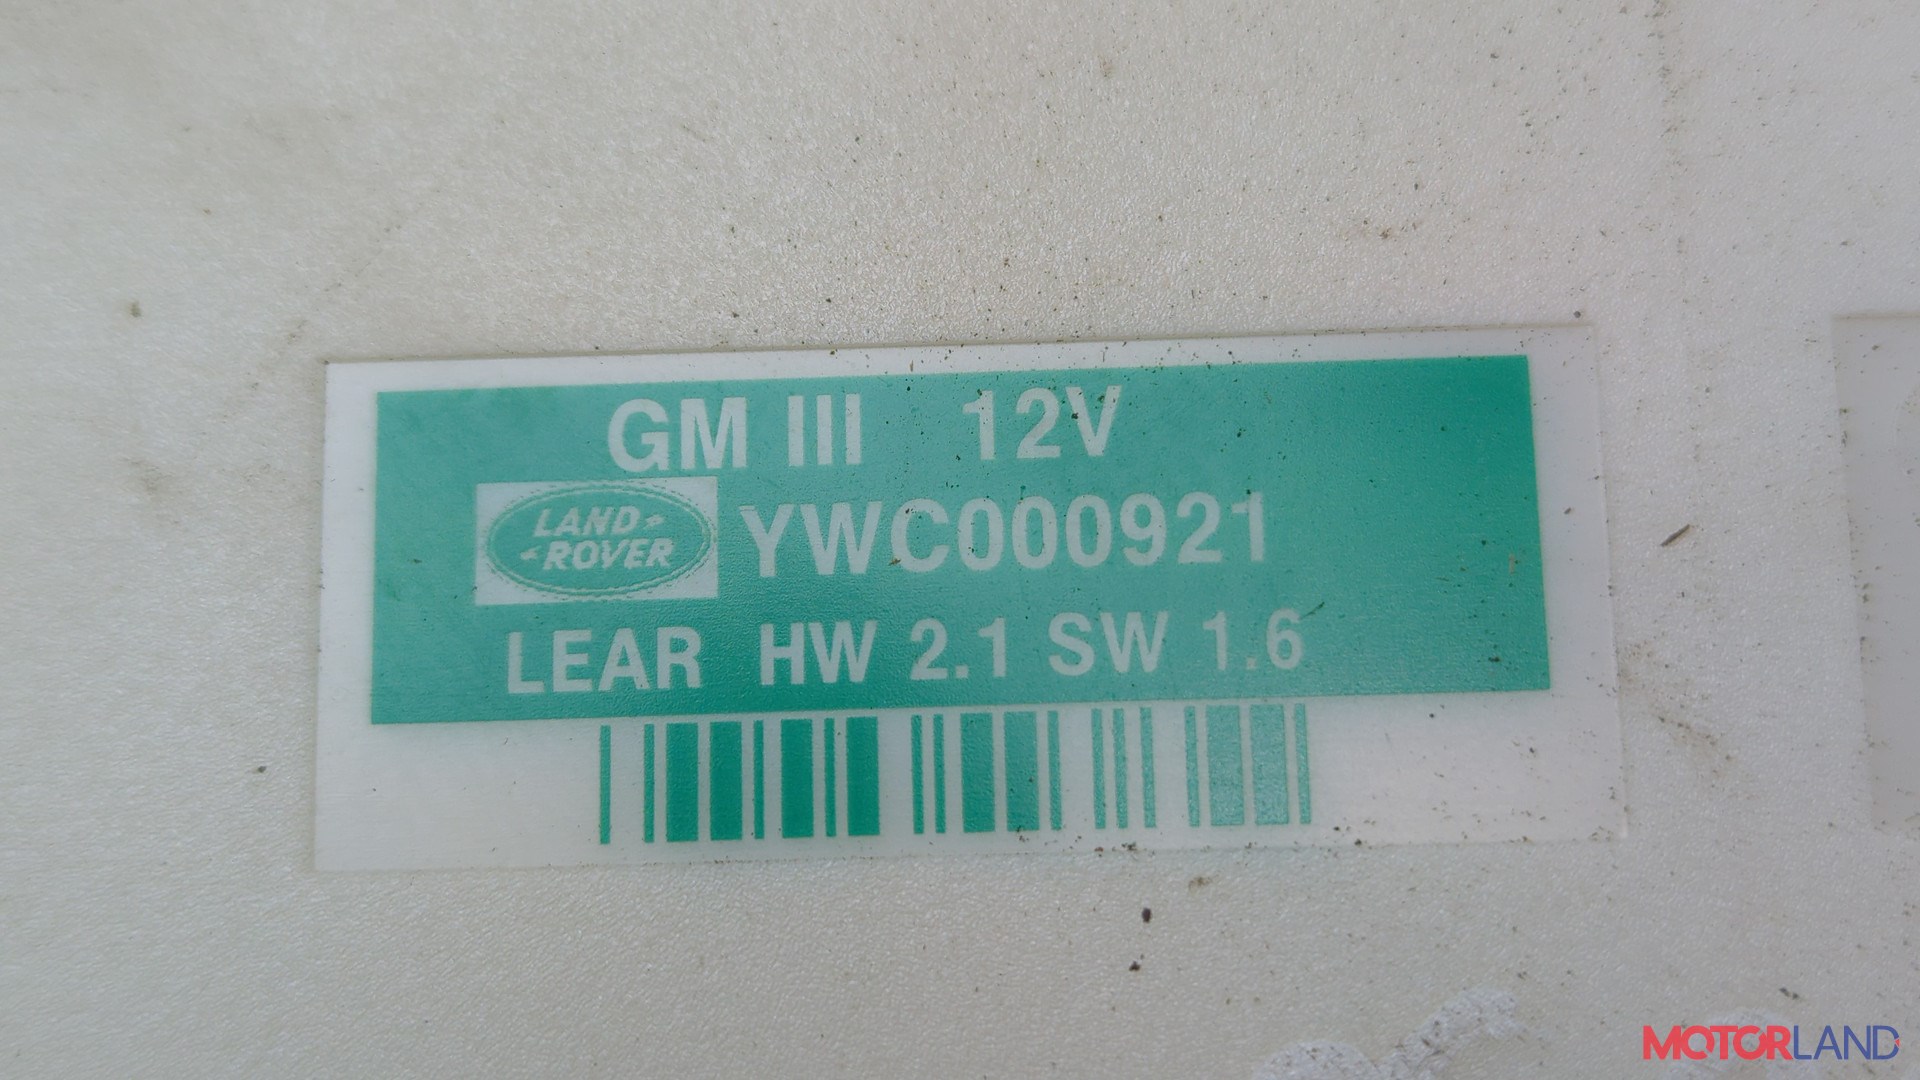 GM III 12V
LAND
ROVER
YWC000921
LEAR HW 2.1 SW 1.6
MOTORLAND